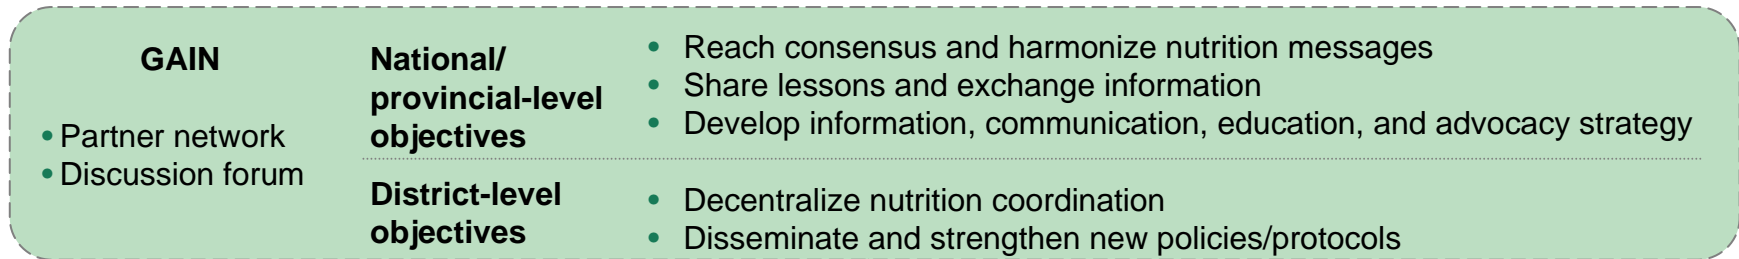 GAIN
• Partner network
• Discussion forum
National/
provincial-level
objectives
• Reach consensus and harmonize nutrition messages
• Share lessons and exchange information
• Develop information, communication, education, and advocacy strategy
District-level
objectives
• Decentralize nutrition coordination
• Disseminate and strengthen new policies/protocols